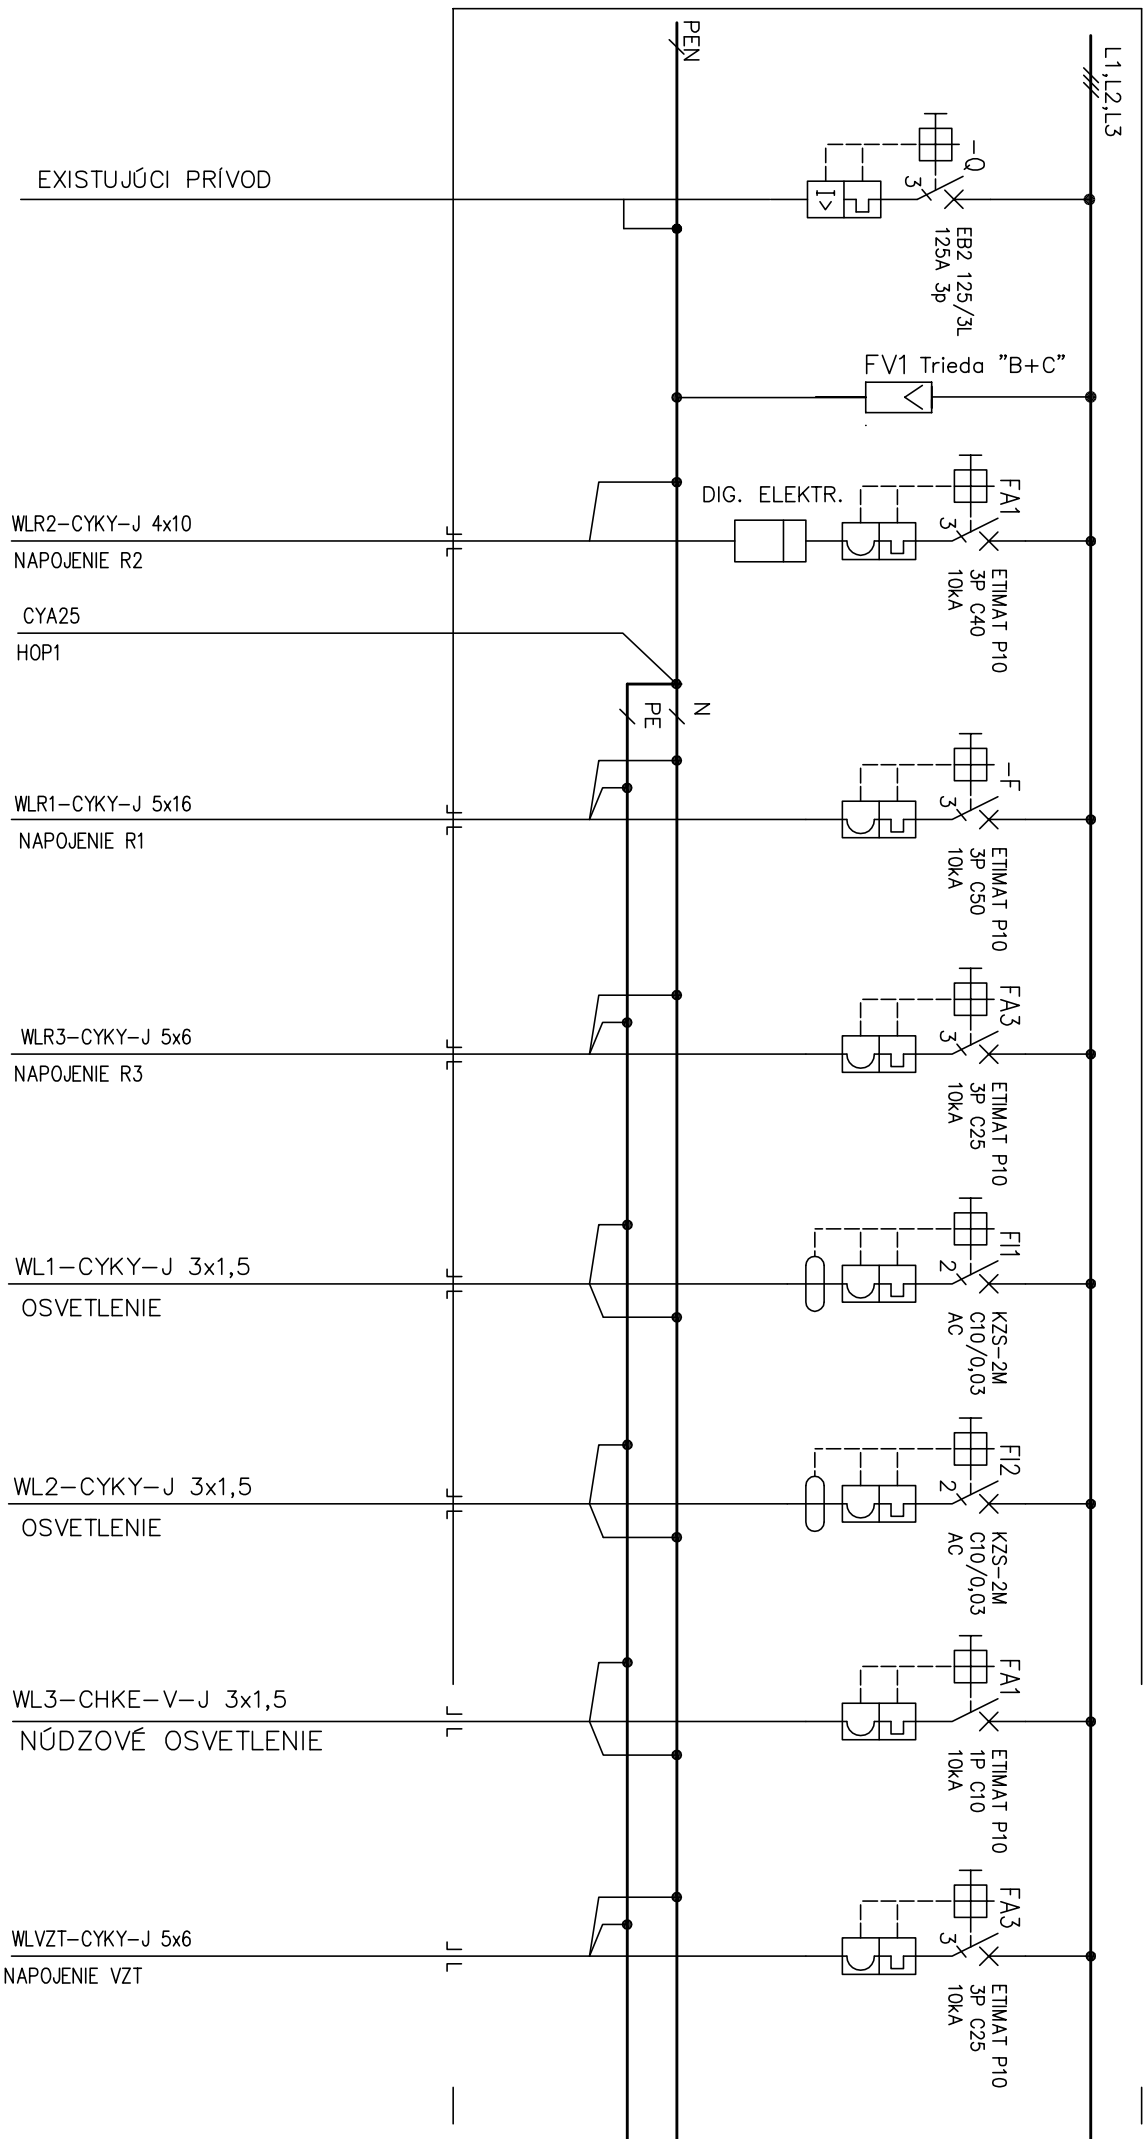 PEN
L1,L2,L3
EXISTUJÚCI PRÍVOD
-Q
3
I>
EB2 125/3L
125A 3p
FV1 Trieda "B+C"
WLR2-CYKY-J 4x10
NAPOJENIE R2
DIG. ELEKTR.
FA1
3
ETIMAT P10
3P C40
10kA
CYA25
HOP1
PE
N
WLR1-CYKY-J 5x16
NAPOJENIE R1
-F
3
ETIMAT P10
3P C50
10kA
WLR3-CYKY-J 5x6
NAPOJENIE R3
FA3
3
ETIMAT P10
3P C25
10kA
WL1-CYKY-J 3x1,5
OSVETLENIE
FI1
2
KZS-2M
C10/0,03
AC
WL2-CYKY-J 3x1,5
OSVETLENIE
FI2
2
KZS-2M
C10/0,03
AC
WL3-CHKE-V-J 3x1,5
NÚDZOVÉ OSVETLENIE
FA1
ETIMAT P10
1P C10
10kA
WLVZT-CYKY-J 5x6
NAPOJENIE VZT
FA3
3
ETIMAT P10
3P C25
10kA